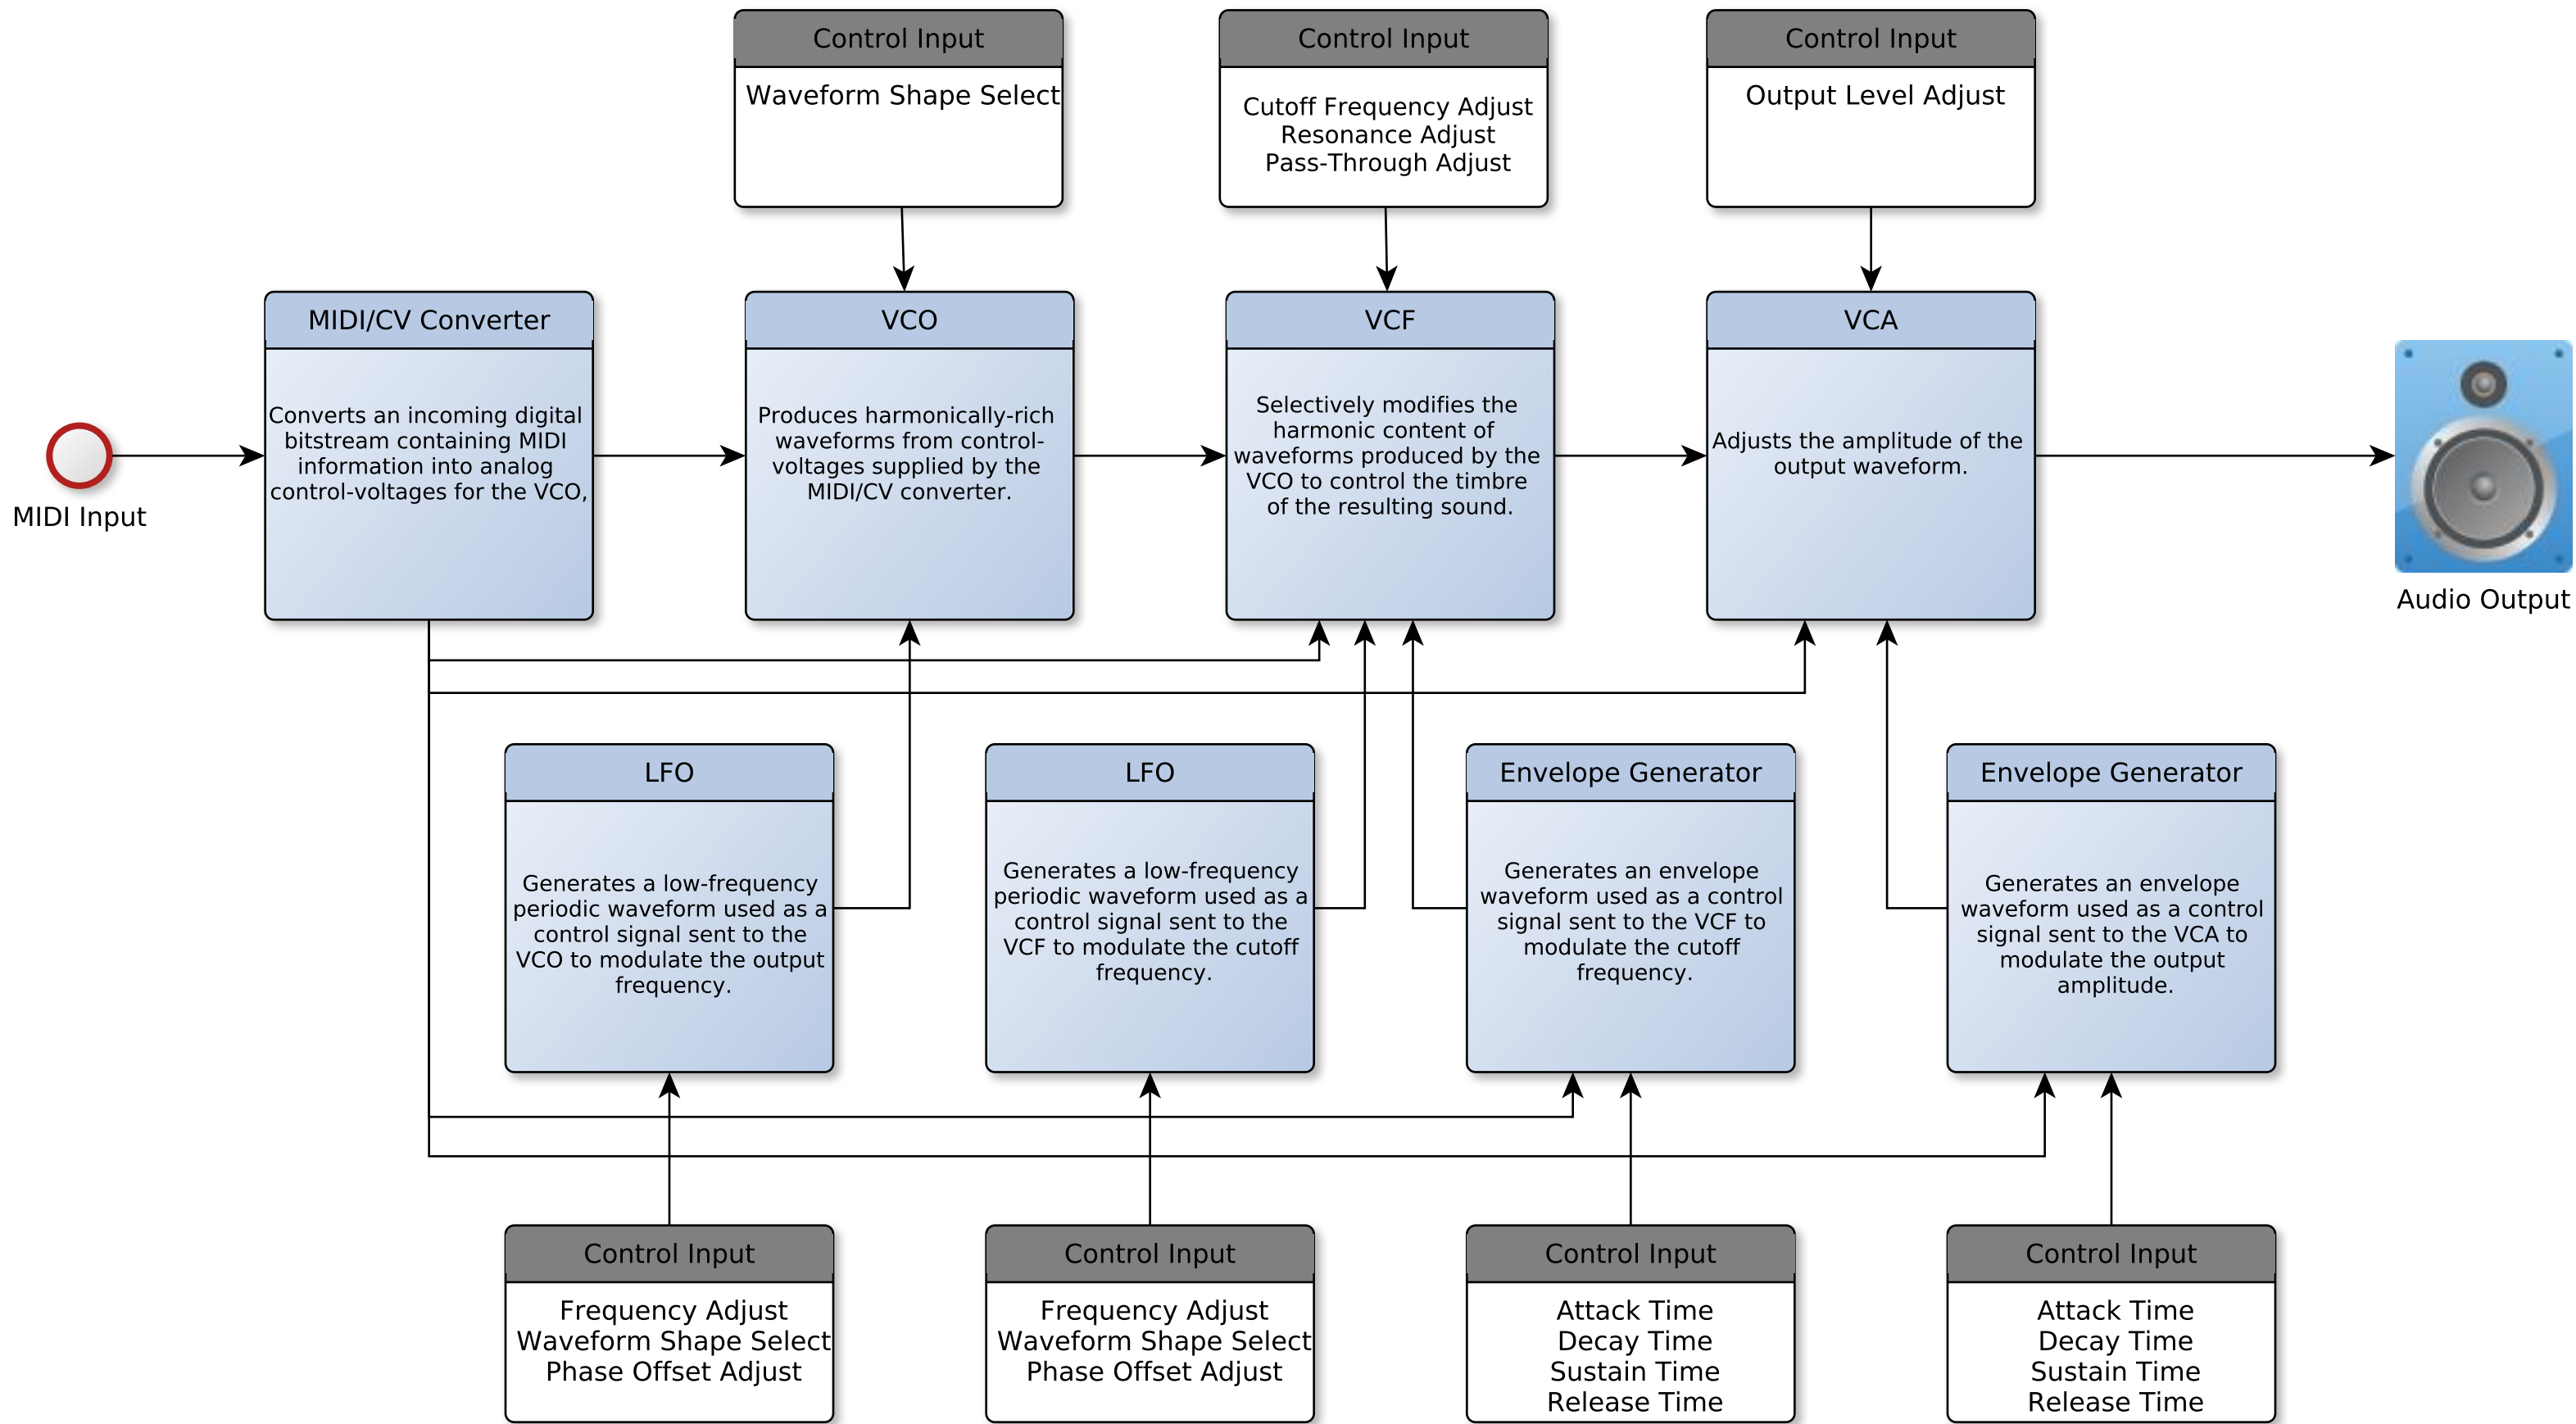 Control Input
Waveform Shape Select
Control Input
Cutoff Frequency Adjust
Resonance Adjust
Pass-Through Adjust
Control Input
Output Level Adjust
MIDI Input
MIDI/CV Converter
Converts an incoming digital
bitstream containing MIDI
information into analog
control-voltages for the VCO,
VCO
Produces harmonically-rich
waveforms from control-
voltages supplied by the
MIDI/CV converter.
VCF
Selectively modifies the
harmonic content of
waveforms produced by the
VCO to control the timbre
of the resulting sound.
VCA
Adjusts the amplitude of the
output waveform.
Audio Output
LFO
Generates a low-frequency
periodic waveform used as a
control signal sent to the
VCO to modulate the output
frequency.
LFO
Generates a low-frequency
periodic waveform used as a
control signal sent to the
VCF to modulate the cutoff
frequency.
Envelope Generator
Generates an envelope
waveform used as a control
signal sent to the VCF to
modulate the cutoff
frequency.
Envelope Generator
Generates an envelope
waveform used as a control
signal sent to the VCA to
modulate the output
amplitude.
Control Input
Frequency Adjust
Waveform Shape Select
Phase Offset Adjust
Control Input
Frequency Adjust
Waveform Shape Select
Phase Offset Adjust
Control Input
Attack Time
Decay Time
Sustain Time
Release Time
Control Input
Attack Time
Decay Time
Sustain Time
Release Time